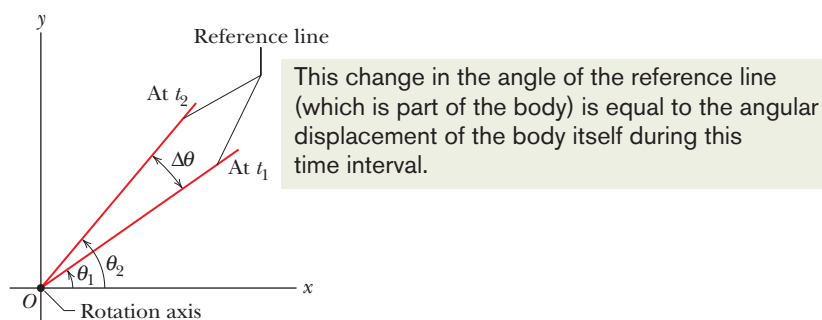 y
Reference line
At t2
This change in the angle of the reference line
(which is part of the body) is equal to the angular
displacement of the body itself during this
time interval.
Δθ
At t1
θ2
θ1
x
O
Rotation axis